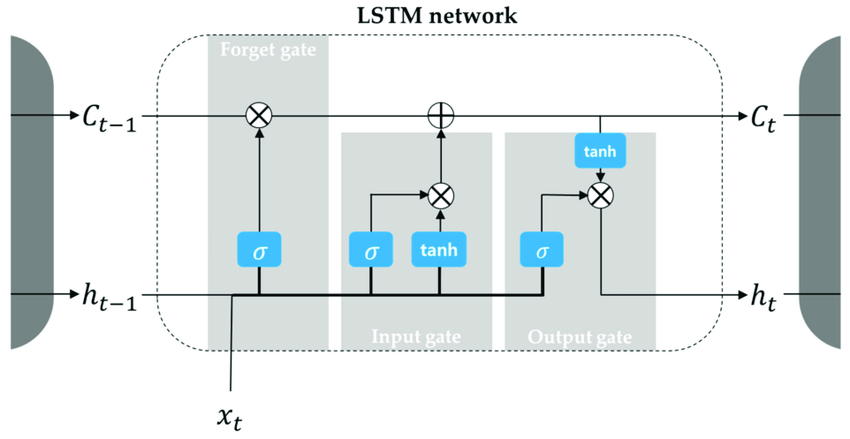 LSTM network
Forget gate
C_{t−1}
C_t
tanh
σ
σ
tanh
σ
h_{t−1}
h_t
Input gate
Output gate
x_t